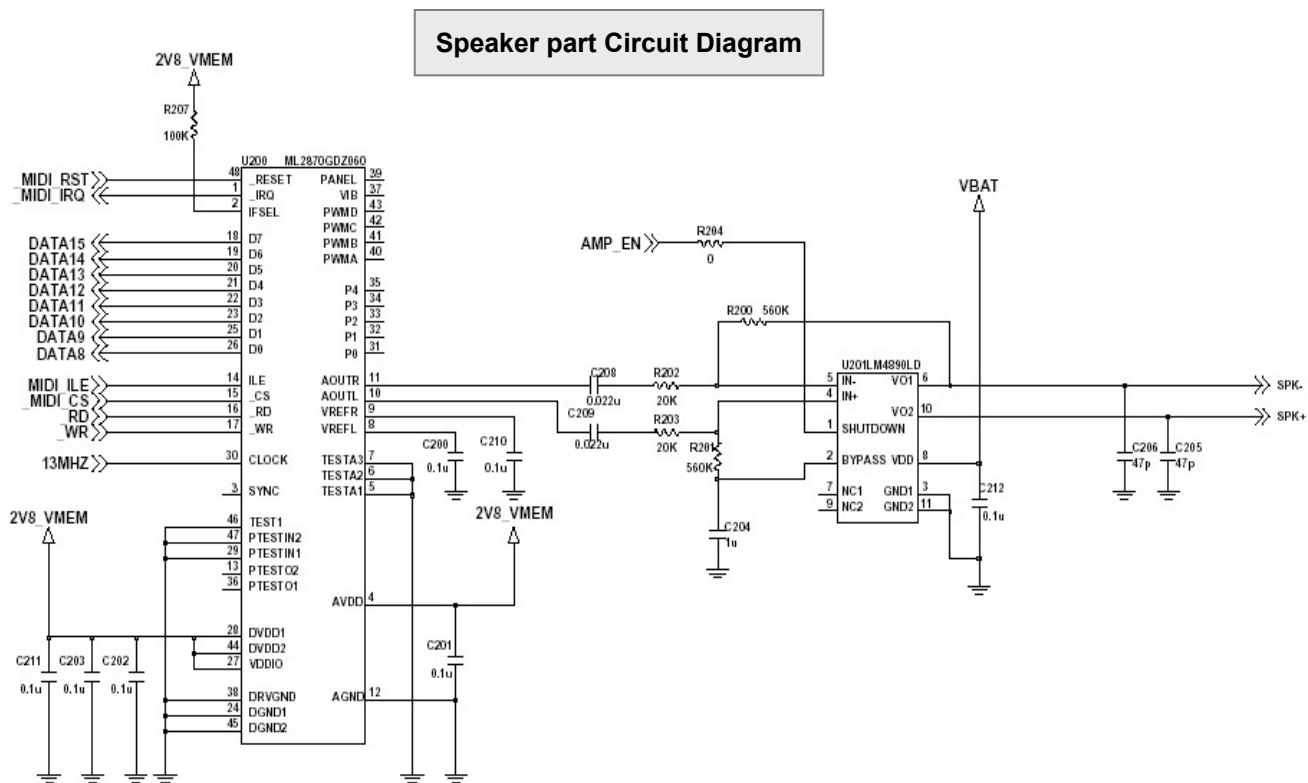 Speaker part Circuit Diagram
2V8_VMEM
R207
100K
U200 ML2870GDZ060
_MIDI_RST 48 _RESET PANEL 39
_MIDI_IRQ 1 _IRQ VIB 37
2 IFSEL PWMD 43
PWMC 42
DATA15 18 D7 PWMB 41
DATA14 19 D6 PWMA 40
DATA13 20 D5
DATA12 21 D4 P4 35
DATA11 22 D3 P3 34
DATA10 23 D2 P2 33
DATA9 25 D1 P1 32
DATA8 26 D0 P0 31
MIDI_ILE 14 ILE AOUTR 11
_MIDI_CS 15 _CS AOUTL 10
_RD 16 _RD VREFR 9
_WR 17 _WR VREFL 8
13MHZ 30 CLOCK TESTA3 7
TESTA2 6
3 SYNC TESTA1 5
2V8_VMEM
46 TEST1
47 PTESTIN2
29 PTESTIN1
13 PTESTO2
36 PTESTO1
AVDD 4
28 DVDD1
44 DVDD2
27 VDDIO
38 DRVGND AGND 12
24 DGND1
45 DGND2
C211 C203 C202
0.1u 0.1u 0.1u
C200
0.1u
C210
0.1u
2V8_VMEM
C201
0.1u
VBAT
AMP_EN
R204
0
R200 560K
C208
0.022u
R202
20K
C209
0.022u
R203
20K
R201
560K
C204
1u
U201LM4890LD
5 IN- VO1 6
4 IN+
VO2 10
1 SHUTDOWN
2 BYPASS VDD 8
7 NC1 GND1 3
9 NC2 GND2 11
C212
0.1u
C206
47p
C205
47p
SPK-
SPK+